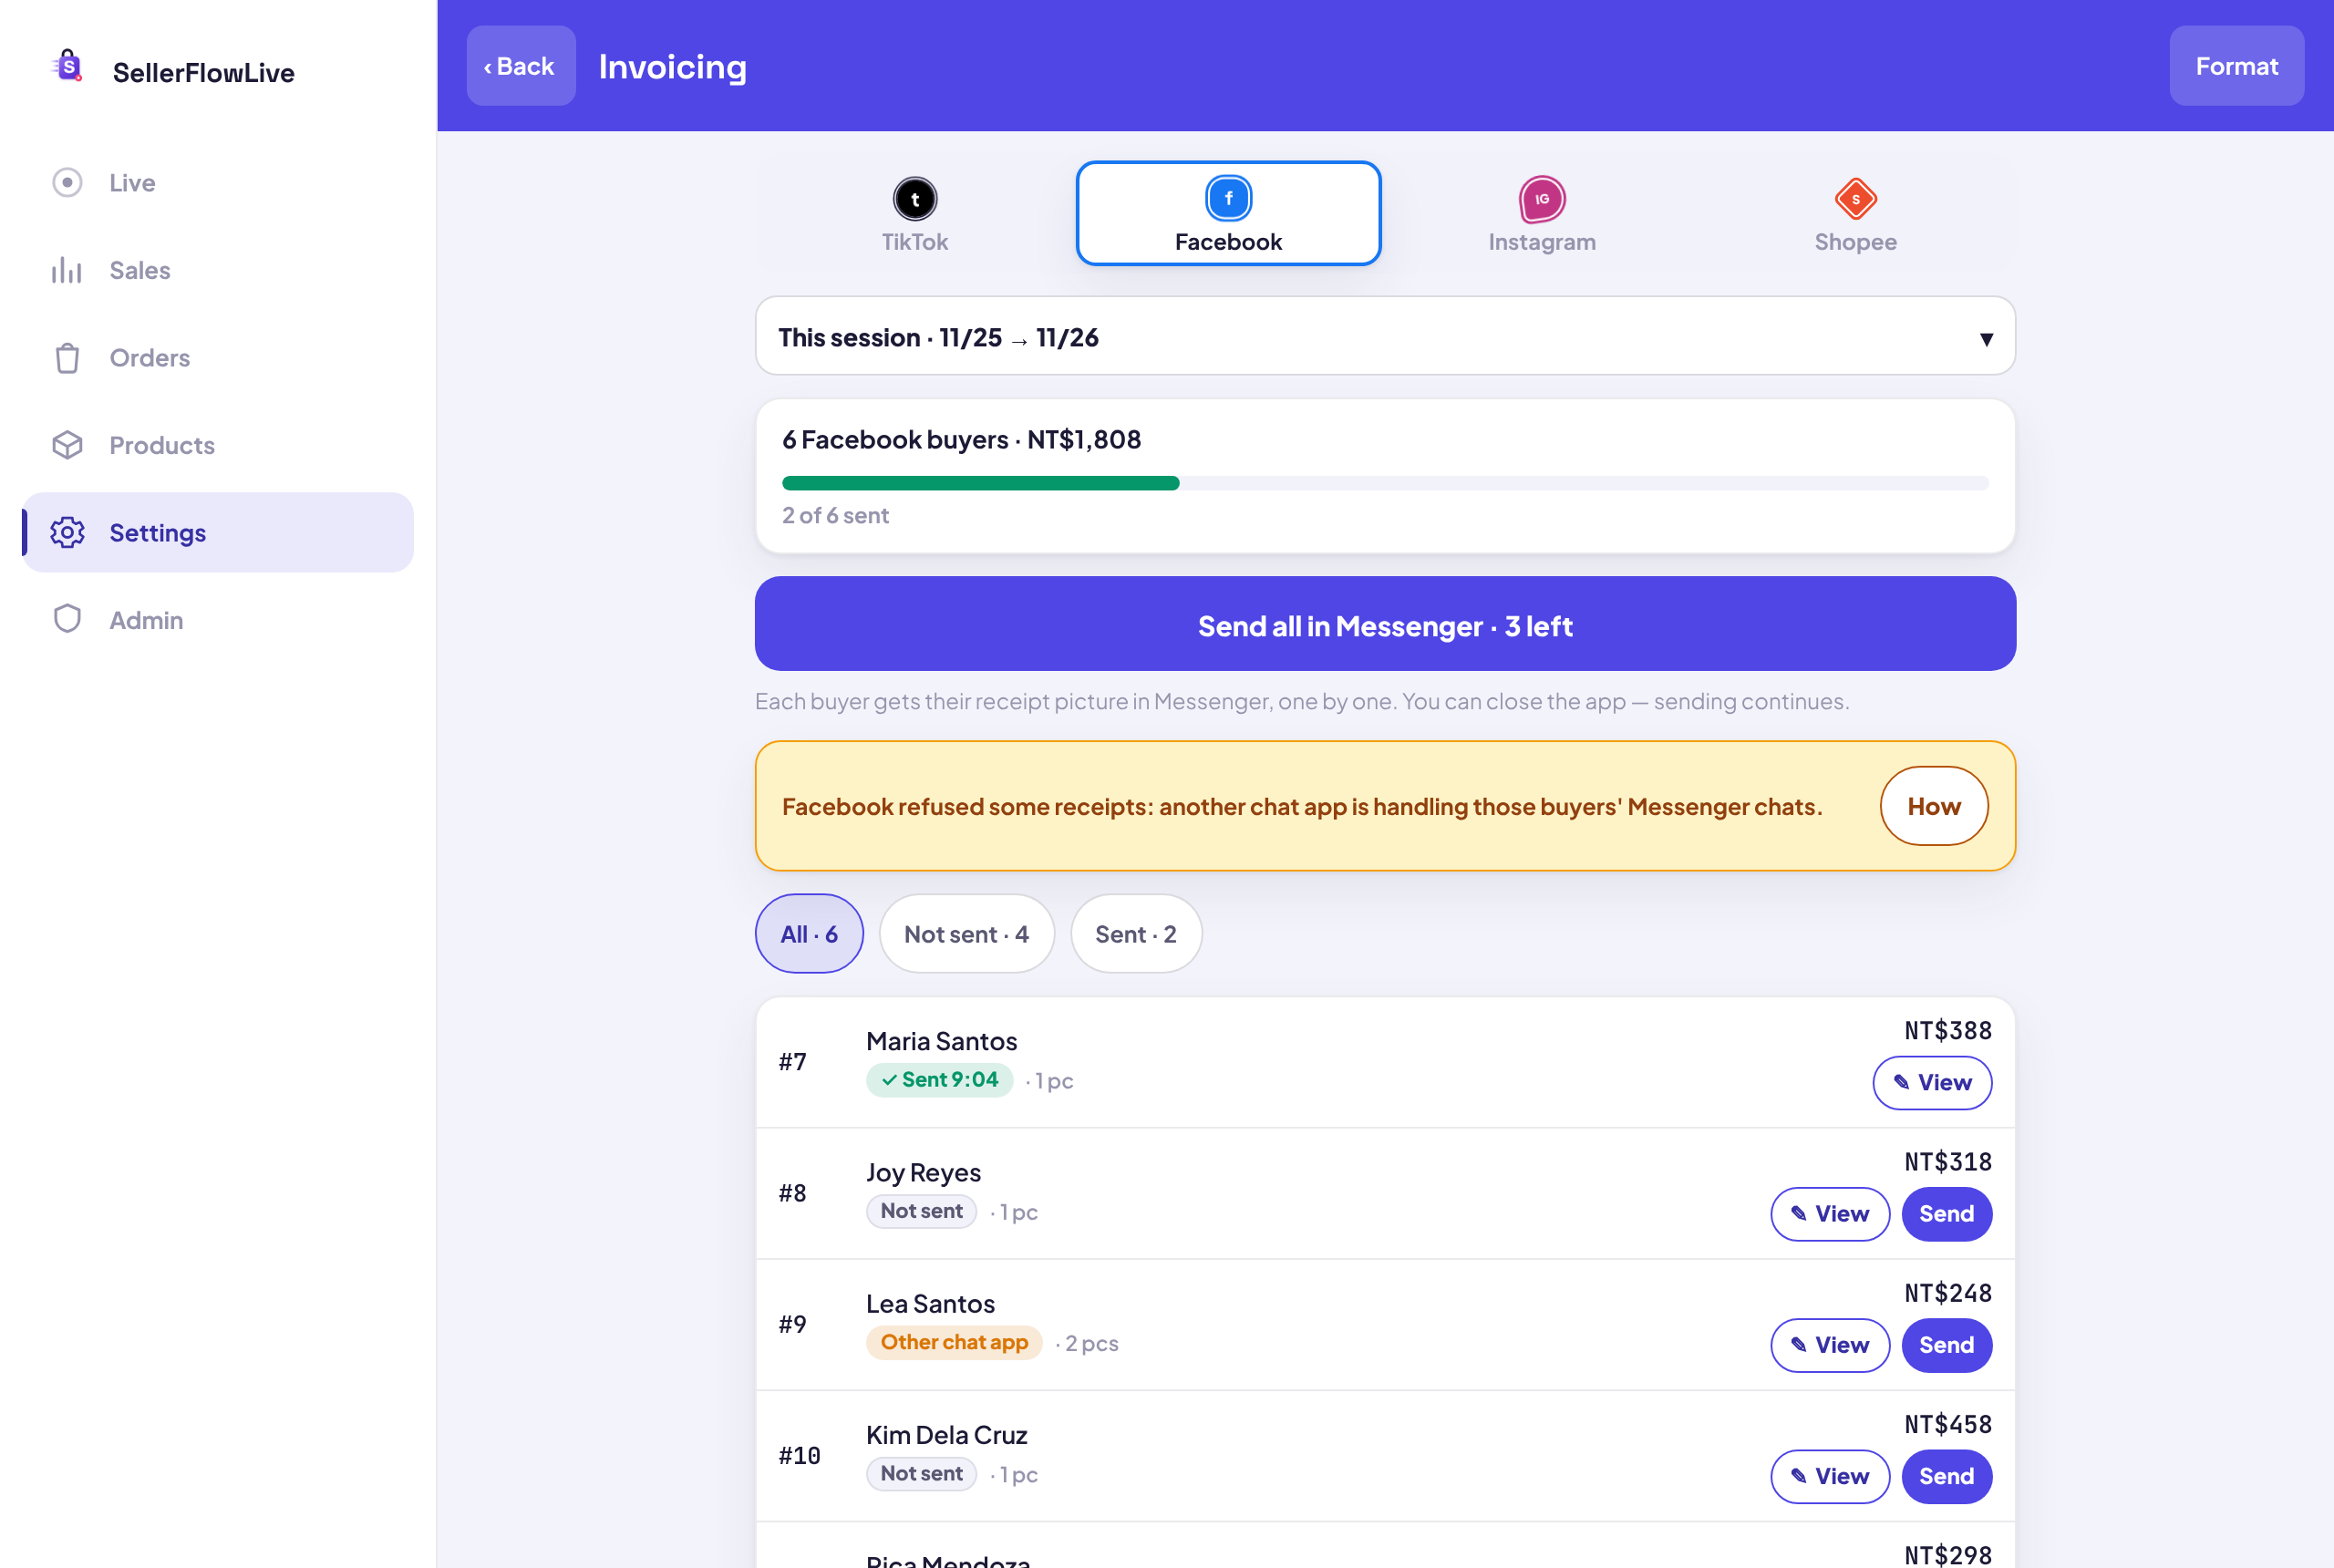 SellerFlowLive
Live
Sales
Orders
Products
Settings
Admin
‹ Back
Invoicing
Format
t
TikTok
f
Facebook
IG
Instagram
S
Shopee
This session · 11/25 → 11/26 ▼
6 Facebook buyers · NT$1,808
2 of 6 sent
Send all in Messenger · 3 left
Each buyer gets their receipt picture in Messenger, one by one. You can close the app — sending continues.
Facebook refused some receipts: another chat app is handling those buyers' Messenger chats.
How
All · 6
Not sent · 4
Sent · 2
#7
Maria Santos
✓ Sent 9:04 · 1 pc
NT$388
✎ View
#8
Joy Reyes
Not sent · 1 pc
NT$318
✎ View
Send
#9
Lea Santos
Other chat app · 2 pcs
NT$248
✎ View
Send
#10
Kim Dela Cruz
Not sent · 1 pc
NT$458
✎ View
Send
Rica Mendoza
NT$298